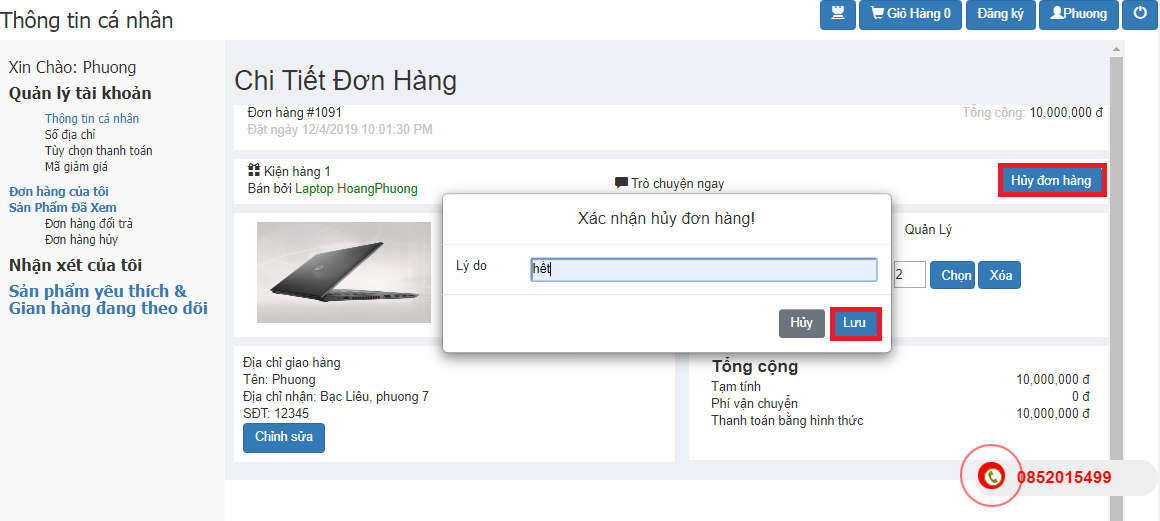 Thông tin cá nhân
Giỏ Hàng 0
Đăng ký
Phuong
Xin Chào: Phuong
Quản lý tài khoản
Thông tin cá nhân
Số địa chỉ
Tùy chọn thanh toán
Mã giảm giá
Đơn hàng của tôi
Sản Phẩm Đã Xem
Đơn hàng đổi trả
Đơn hàng hủy
Nhận xét của tôi
Sản phẩm yêu thích &
Gian hàng đang theo dõi
Chi Tiết Đơn Hàng
Đơn hàng #1091
Tổng cộng: 10,000,000 đ
Đặt ngày 12/4/2019 10:01:30 PM
Kiện hàng 1
Bán bởi Laptop HoangPhuong
Trò chuyện ngay
Hủy đơn hàng
Xác nhận hủy đơn hàng!
Lý do
hêt
Hủy
Lưu
Quản Lý
2
Chọn
Xóa
Địa chỉ giao hàng
Tên: Phuong
Địa chỉ nhận: Bạc Liêu, phuong 7
SĐT: 12345
Chỉnh sửa
Tổng cộng
Tạm tính 10,000,000 đ
Phí vận chuyển 0 đ
Thanh toán bằng hình thức 10,000,000 đ
0852015499